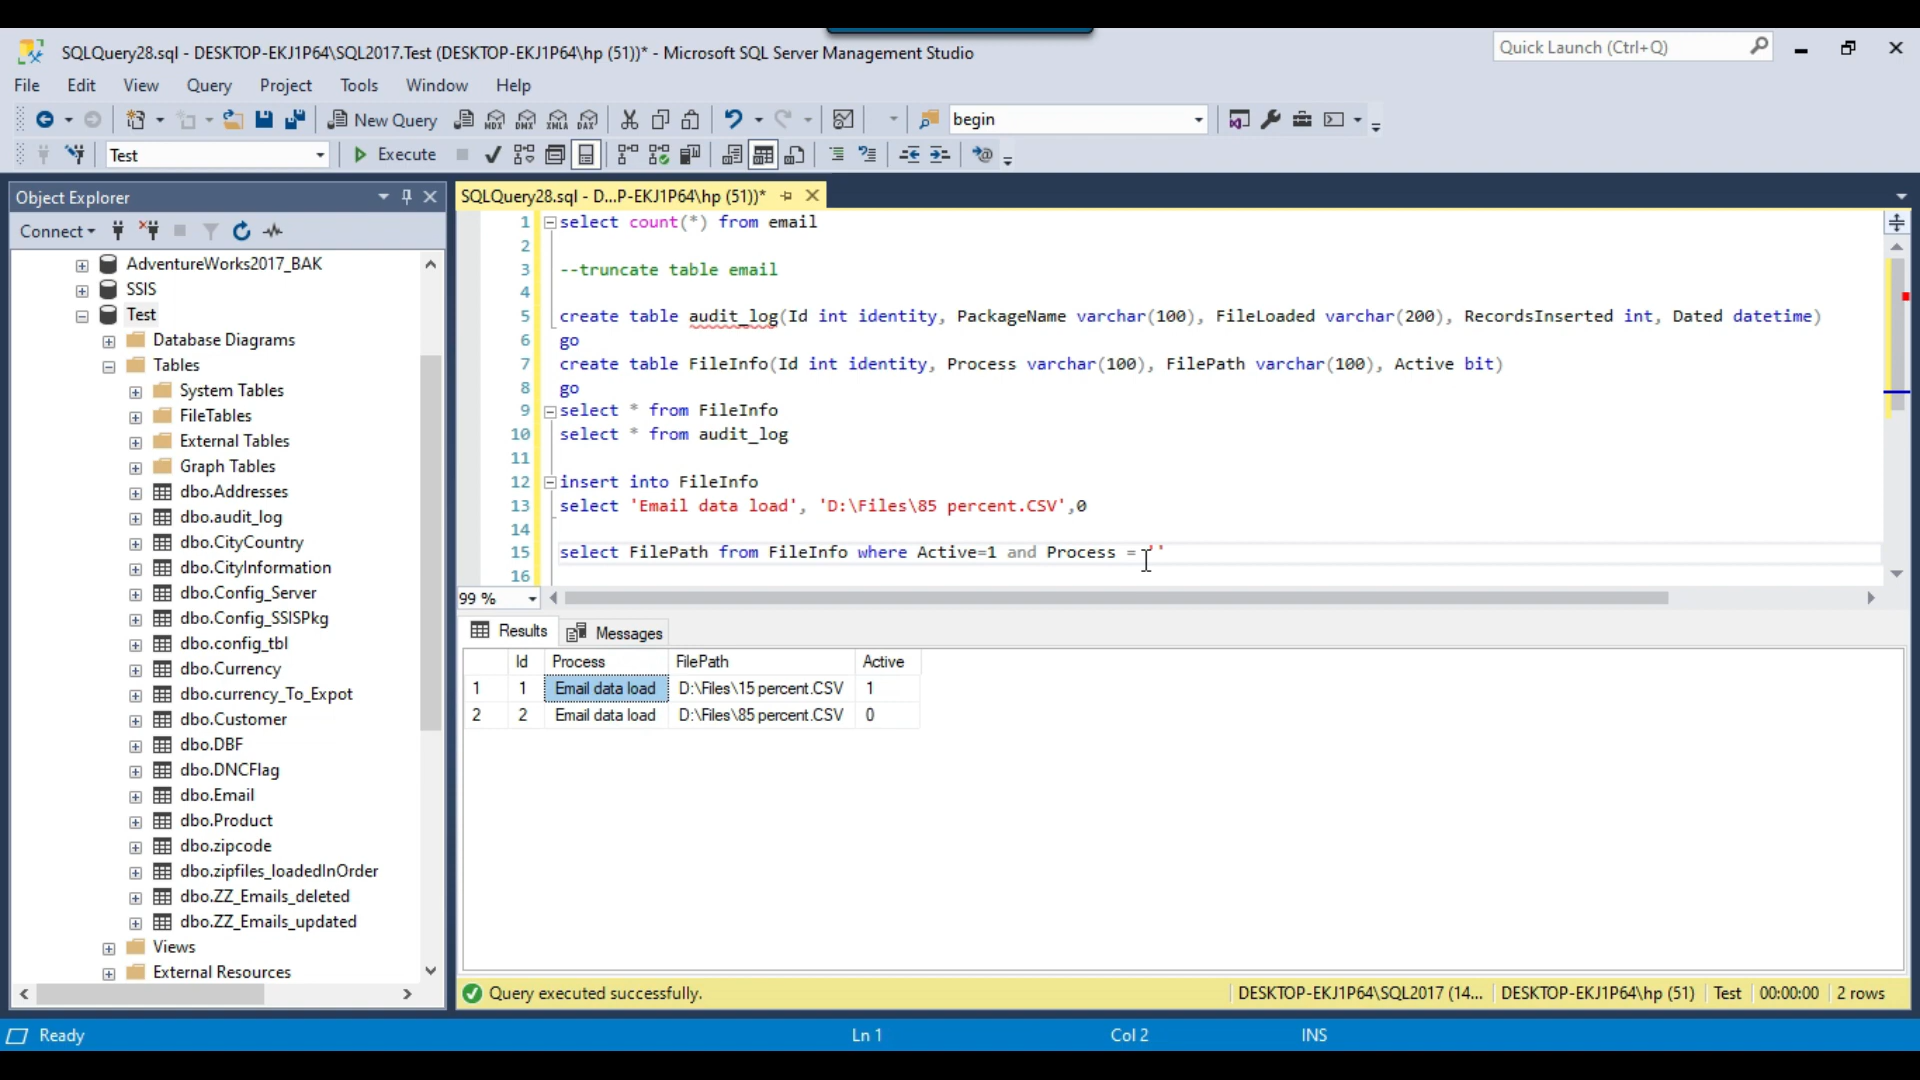 SQLQuery28.sql - DESKTOP-EKJ1P64\SQL2017.Test (DESKTOP-EKJ1P64\hp (51))* - Microsoft SQL Server Management Studio
Quick Launch (Ctrl+Q)
File Edit View Query Project Tools Window Help
New Query MDX DMX XMLA DAX begin
Test Execute
Object Explorer
Connect
AdventureWorks2017_BAK
SSIS
Test
Database Diagrams
Tables
System Tables
FileTables
External Tables
Graph Tables
dbo.Addresses
dbo.audit_log
dbo.CityCountry
dbo.CityInformation
dbo.Config_Server
dbo.Config_SSISPkg
dbo.config_tbl
dbo.Currency
dbo.currency_To_Expot
dbo.Customer
dbo.DBF
dbo.DNCFlag
dbo.Email
dbo.Product
dbo.zipcode
dbo.zipfiles_loadedInOrder
dbo.ZZ_Emails_deleted
dbo.ZZ_Emails_updated
Views
External Resources
SQLQuery28.sql - D...P-EKJ1P64\hp (51))*
1 select count(*) from email
2
3 --truncate table email
4
5 create table audit_log(Id int identity, PackageName varchar(100), FileLoaded varchar(200), RecordsInserted int, Dated datetime)
6 go
7 create table FileInfo(Id int identity, Process varchar(100), FilePath varchar(100), Active bit)
8 go
9 select * from FileInfo
10 select * from audit_log
11
12 insert into FileInfo
13 select 'Email data load', 'D:\Files\85 percent.CSV',0
14
15 select FilePath from FileInfo where Active=1 and Process = ''
16
99 %
Results Messages
Id Process FilePath Active
1 1 Email data load D:\Files\15 percent.CSV 1
2 2 Email data load D:\Files\85 percent.CSV 0
Query executed successfully. DESKTOP-EKJ1P64\SQL2017 (14... DESKTOP-EKJ1P64\hp (51) Test 00:00:00 2 rows
Ready Ln 1 Col 2 INS